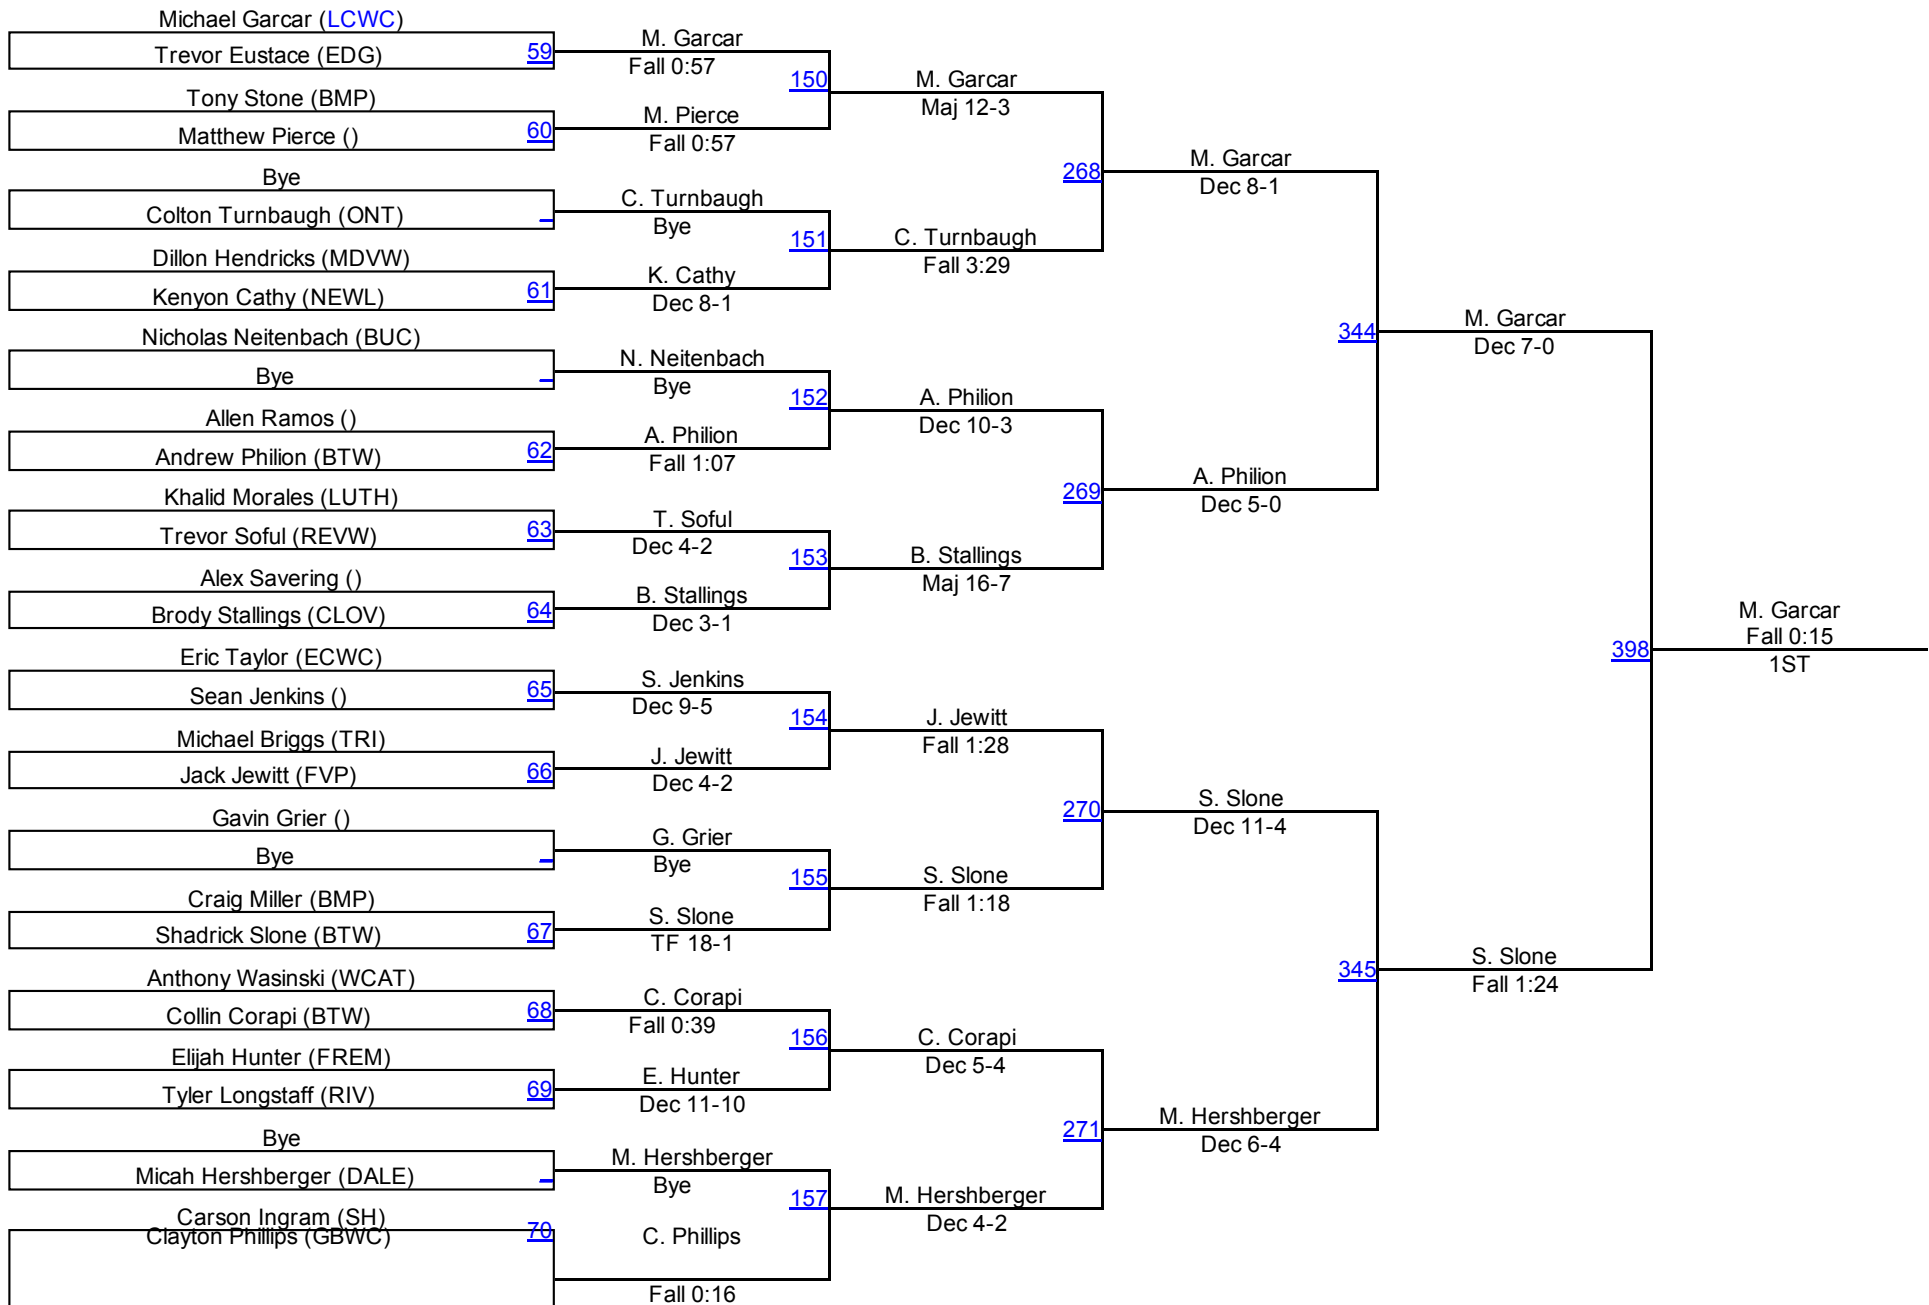 Michael Garcar (LCWC)
Trevor Eustace (EDG)
59
Tony Stone (BMP)
Matthew Pierce ()
60
Bye
Colton Turnbaugh (ONT)
Dillon Hendricks (MDVW)
Kenyon Cathy (NEWL)
61
Nicholas Neitenbach (BUC)
Bye
Allen Ramos ()
Andrew Philion (BTW)
62
Khalid Morales (LUTH)
Trevor Soful (REVW)
63
Alex Savering ()
Brody Stallings (CLOV)
64
Eric Taylor (ECWC)
Sean Jenkins ()
65
Michael Briggs (TRI)
Jack Jewitt (FVP)
66
Gavin Grier ()
Bye
Craig Miller (BMP)
Shadrick Slone (BTW)
67
Anthony Wasinski (WCAT)
Collin Corapi (BTW)
68
Elijah Hunter (FREM)
Tyler Longstaff (RIV)
69
Bye
Micah Hershberger (DALE)
Carson Ingram (SH)
Clayton Phillips (GBWC)
70
M. Garcar
Fall 0:57
150
M. Pierce
Fall 0:57
C. Turnbaugh
Bye
151
K. Cathy
Dec 8-1
N. Neitenbach
Bye
152
A. Philion
Fall 1:07
T. Soful
Dec 4-2
153
B. Stallings
Dec 3-1
S. Jenkins
Dec 9-5
154
J. Jewitt
Dec 4-2
G. Grier
Bye
155
S. Slone
TF 18-1
C. Corapi
Fall 0:39
156
E. Hunter
Dec 11-10
M. Hershberger
Bye
157
C. Phillips
Fall 0:16
M. Garcar
Maj 12-3
268
C. Turnbaugh
Fall 3:29
A. Philion
Dec 10-3
269
B. Stallings
Maj 16-7
J. Jewitt
Fall 1:28
270
S. Slone
Fall 1:18
C. Corapi
Dec 5-4
271
M. Hershberger
Dec 4-2
M. Garcar
Dec 8-1
344
A. Philion
Dec 5-0
S. Slone
Dec 11-4
345
M. Hershberger
Dec 6-4
M. Garcar
Dec 7-0
398
S. Slone
Fall 1:24
M. Garcar
Fall 0:15
1ST